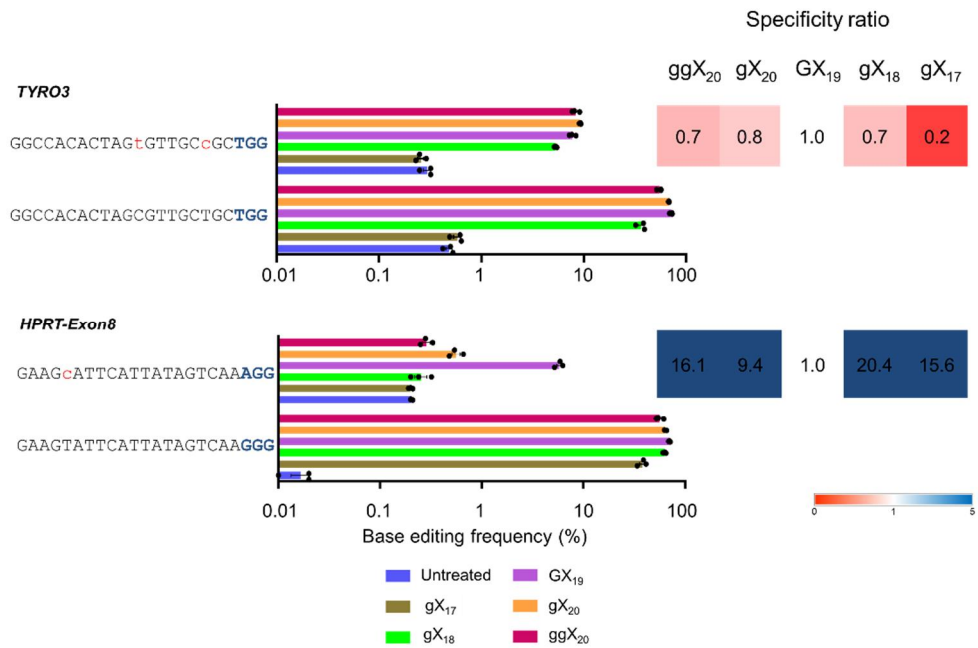 Specificity ratio
ggX20 gX20 GX19 gX18 gX17
TYRO3
GGCCACACTAGtGTTGCcGCTGG
0.7 0.8 1.0 0.7 0.2
GGCCACACTAGCGTTGCTGCTGG
0.01 0.1 1 10 100
HPRT-Exon8
GAAGcATTCATTATAGTCAAAGG
16.1 9.4 1.0 20.4 15.6
GAAGTATTCATTATAGTCAAGGG
0 1 5
0.01 0.1 1 10 100
Base editing frequency (%)
Untreated GX19
gX17 gX20
gX18 ggX20